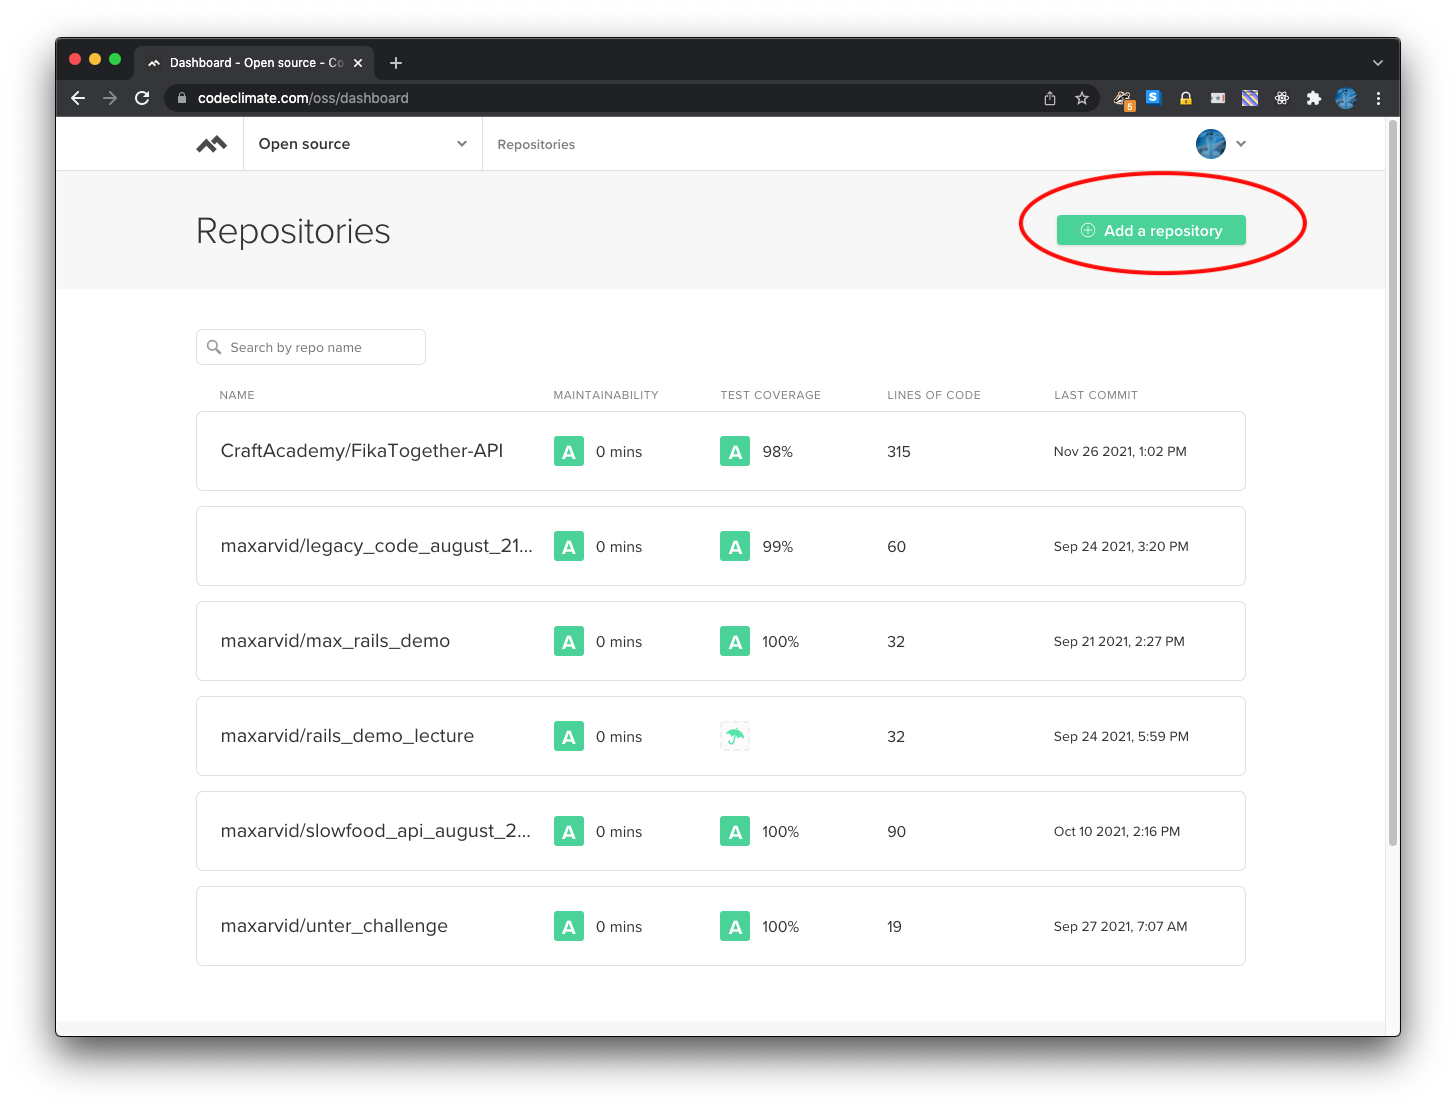 Dashboard - Open source - Co
codeclimate.com/oss/dashboard
S
5
Open source
Repositories
Repositories
Add a repository
Search by repo name
NAME MAINTAINABILITY TEST COVERAGE LINES OF CODE LAST COMMIT
CraftAcademy/FikaTogether-API A 0 mins A 98% 315 Nov 26 2021, 1:02 PM
maxarvid/legacy_code_august_21... A 0 mins A 99% 60 Sep 24 2021, 3:20 PM
maxarvid/max_rails_demo A 0 mins A 100% 32 Sep 21 2021, 2:27 PM
maxarvid/rails_demo_lecture A 0 mins 32 Sep 24 2021, 5:59 PM
maxarvid/slowfood_api_august_2... A 0 mins A 100% 90 Oct 10 2021, 2:16 PM
maxarvid/unter_challenge A 0 mins A 100% 19 Sep 27 2021, 7:07 AM